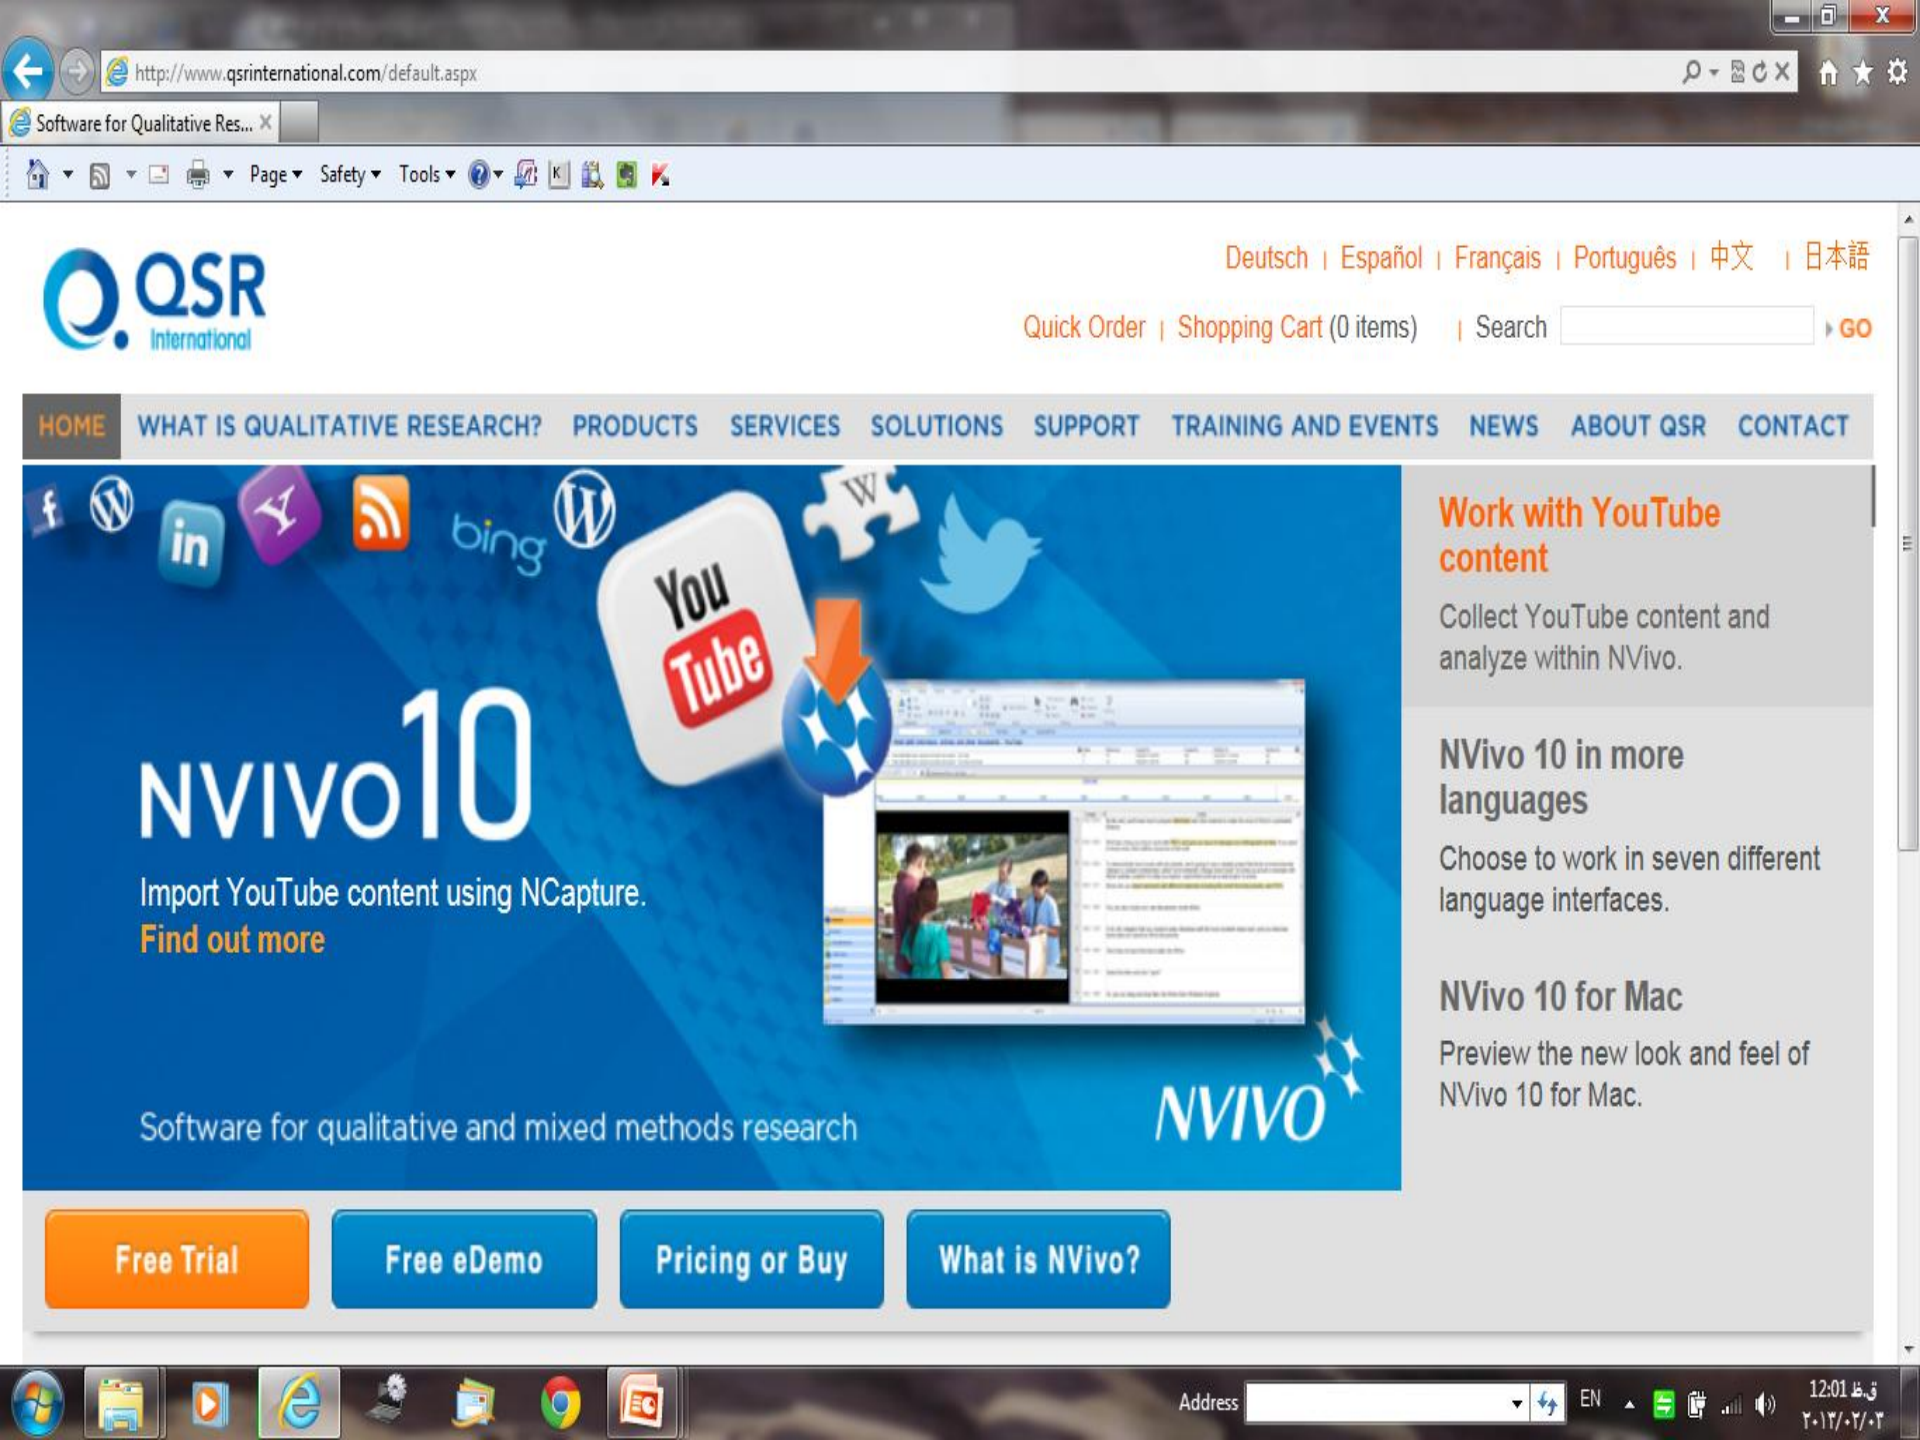 http://www.qsrinternational.com/default.aspx
Software for Qualitative Res...
Page Safety Tools
QSR
International
Deutsch | Español | Français | Português | 中文 | 日本語
Quick Order | Shopping Cart (0 items) | Search GO
HOME WHAT IS QUALITATIVE RESEARCH? PRODUCTS SERVICES SOLUTIONS SUPPORT TRAINING AND EVENTS NEWS ABOUT QSR CONTACT
f W in Y bing W W
You
Tube
NVIVO10
Import YouTube content using NCapture.
Find out more
Software for qualitative and mixed methods research
NVIVO
Work with YouTube
content
Collect YouTube content and
analyze within NVivo.
NVivo 10 in more
languages
Choose to work in seven different
language interfaces.
NVivo 10 for Mac
Preview the new look and feel of
NVivo 10 for Mac.
Free Trial Free eDemo Pricing or Buy What is NVivo?
Address EN
12:01 ق.ظ
۲۰۱۳/۰۲/۰۳